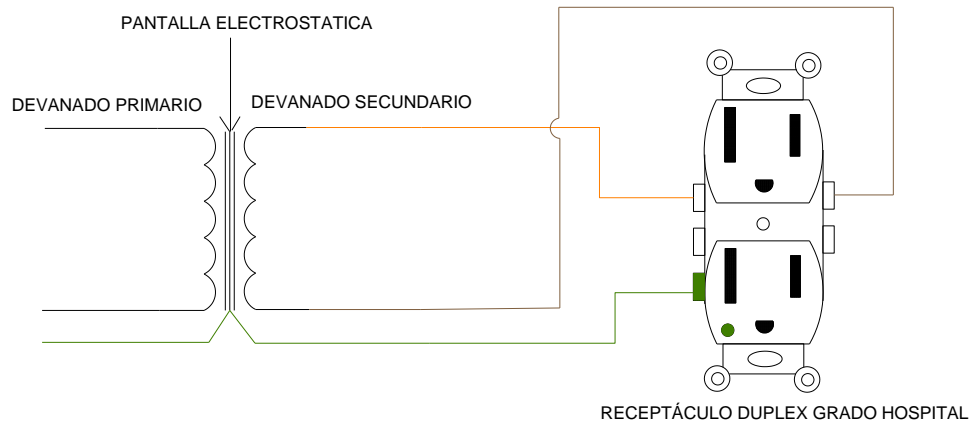 PANTALLA ELECTROSTATICA
DEVANADO PRIMARIO
DEVANADO SECUNDARIO
RECEPTÁCULO DUPLEX GRADO HOSPITAL